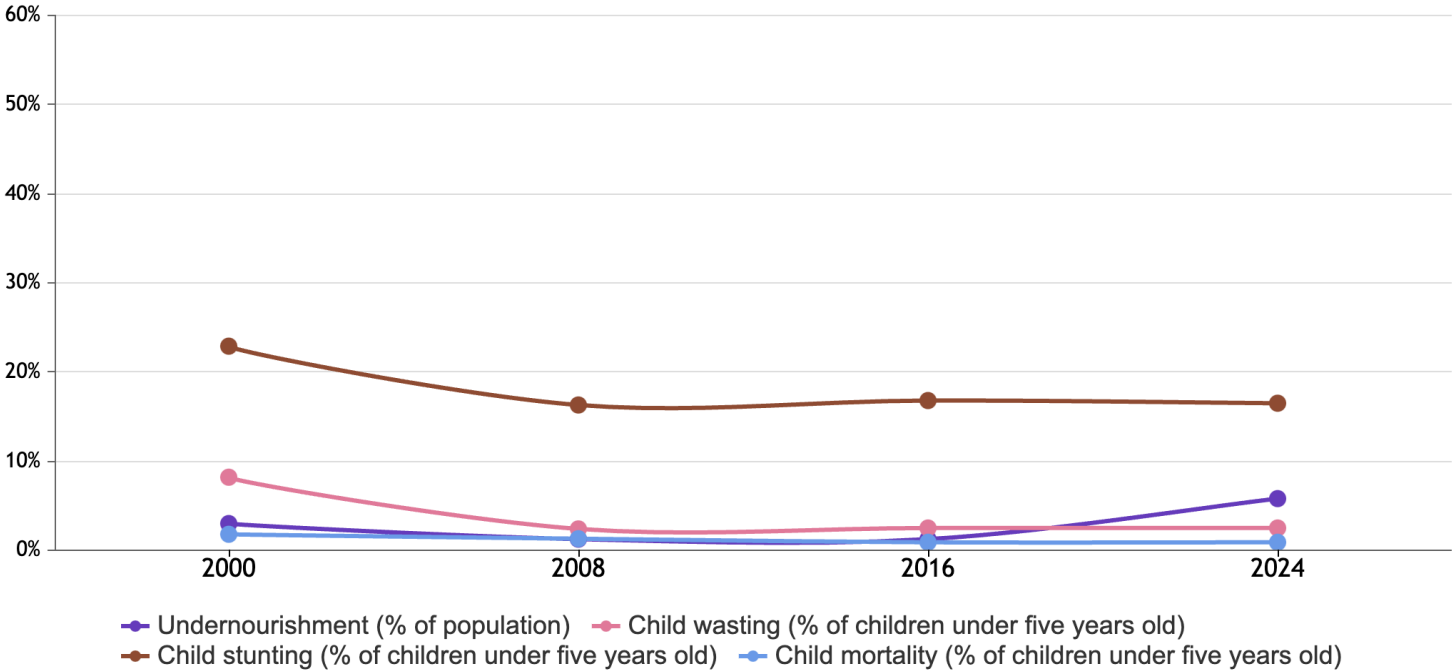 60%
50%
40%
30%
20%
10%
0%
2000 2008 2016 2024
Undernourishment (% of population) Child wasting (% of children under five years old)
Child stunting (% of children under five years old) Child mortality (% of children under five years old)